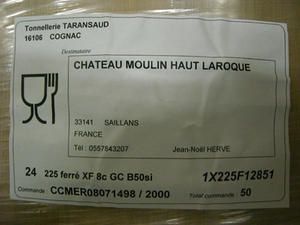 Tonnellerie TARANSAUD
16106 COGNAC
Destinataire
CHATEAU MOULIN HAUT LAROQUE
33141 SAILLANS
FRANCE
Tél : 0557843207 Jean-Noël HERVE
24 225 ferré XF 8c GC B50si 1X225F12851
Commande : CCMER08071498 / 2000 Total commande : 50